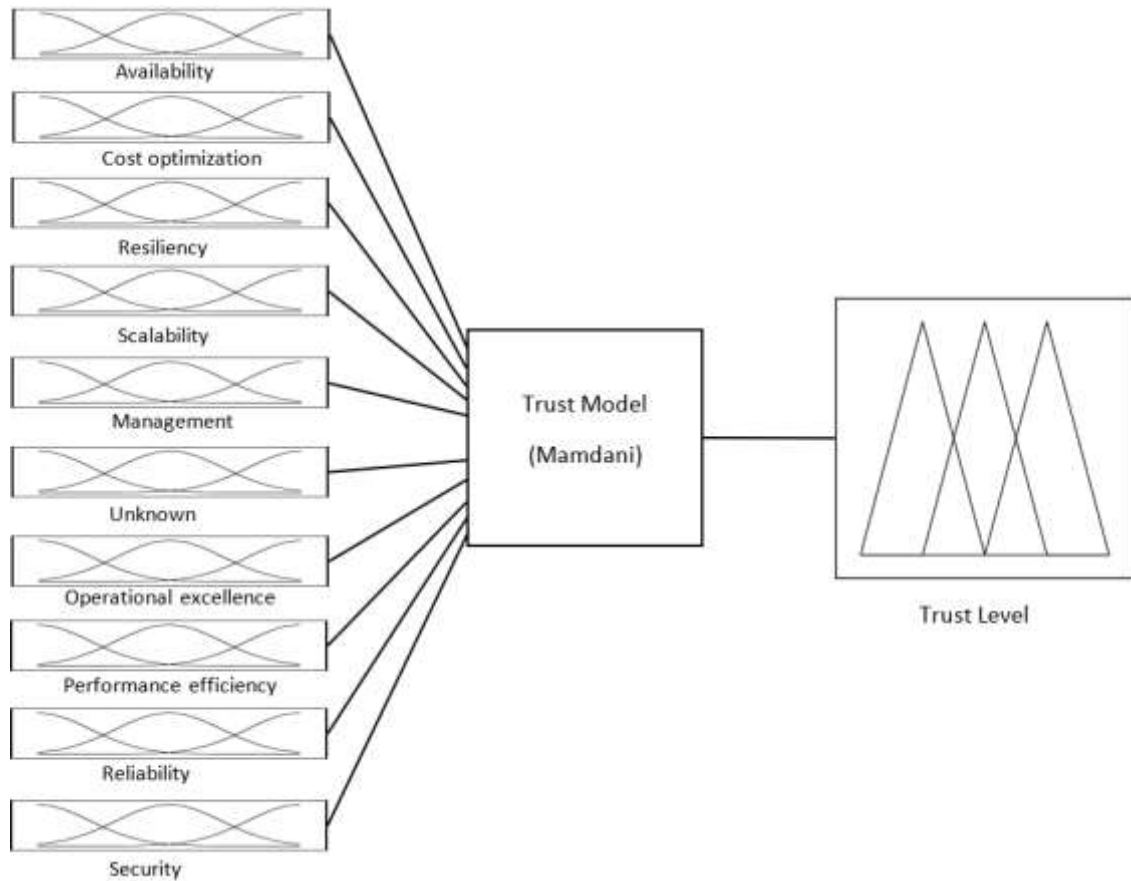 Availability
Cost optimization
Resiliency
Scalability
Management
Unknown
Operational excellence
Performance efficiency
Reliability
Security
Trust Model
(Mamdani)
Trust Level